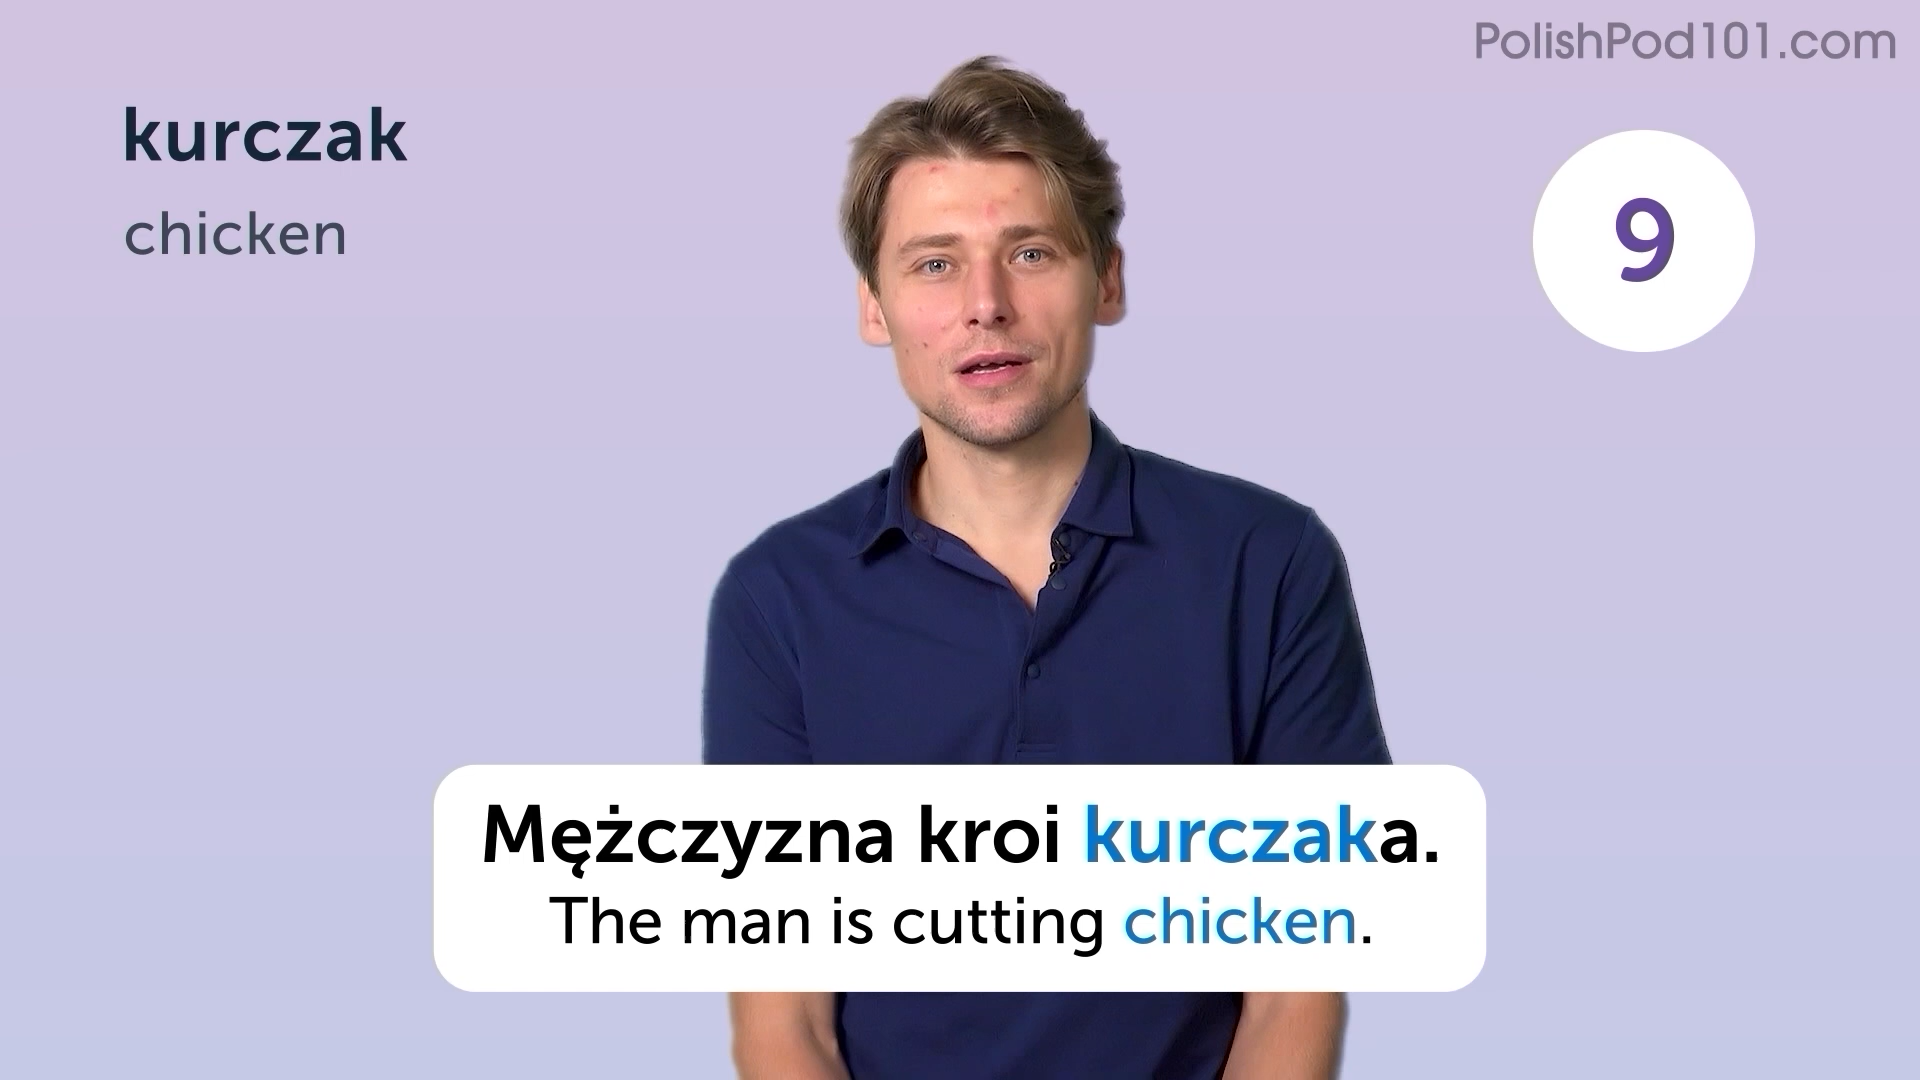 PolishPod101.com
kurczak
chicken
9
Mężczyzna kroi kurczaka.
The man is cutting chicken.